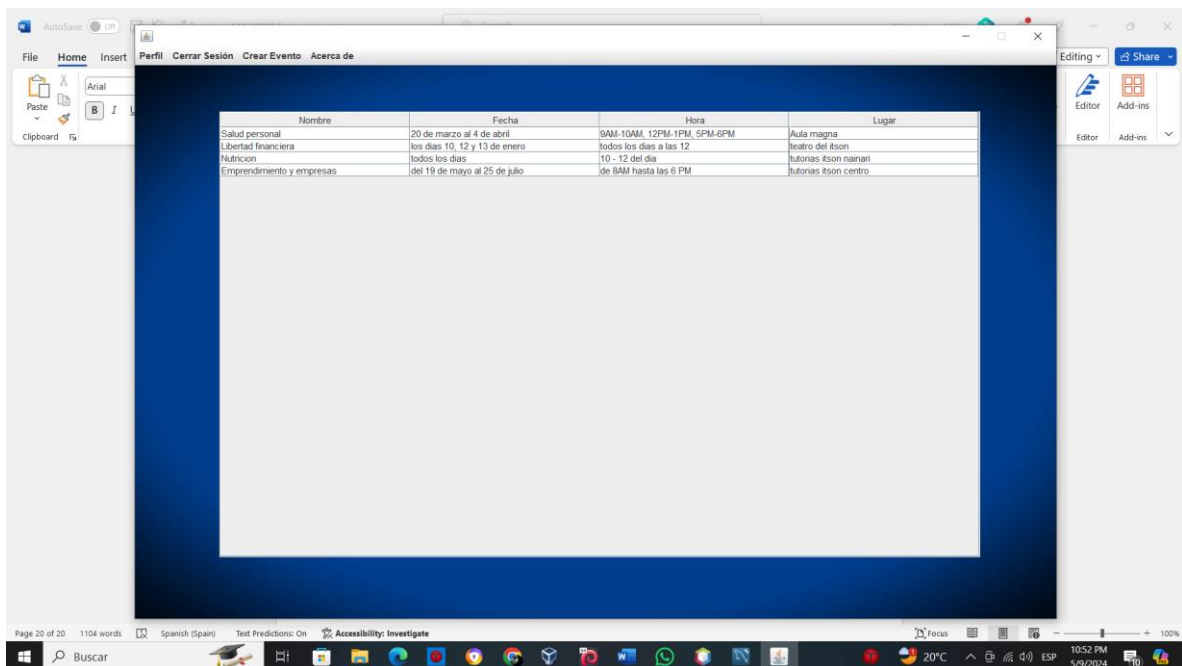 AutoSave Off
File Home Insert
Perfil Cerrar Sesión Crear Evento Acerca de
Editing Share
Paste
Arial
B I U
Editor Add-ins
Clipboard
Editor Add-ins
Nombre Fecha Hora Lugar
Salud personal 20 de marzo al 4 de abril 9AM-10AM, 12PM-1PM, 5PM-6PM Aula magna
Libertad financiera los dias 10, 12 y 13 de enero todos los dias a las 12 teatro del itson
Nutricion todos los dias 10 - 12 del dia tutorias itson nainari
Emprendimiento y empresas del 19 de mayo al 25 de julio de 8AM hasta las 6 PM tutorias itson centro
Page 20 of 20 1104 words Spanish (Spain) Text Predictions: On Accessibility: Investigate Focus 100%
Buscar 20°C ESP 10:52 PM
5/9/2024 10